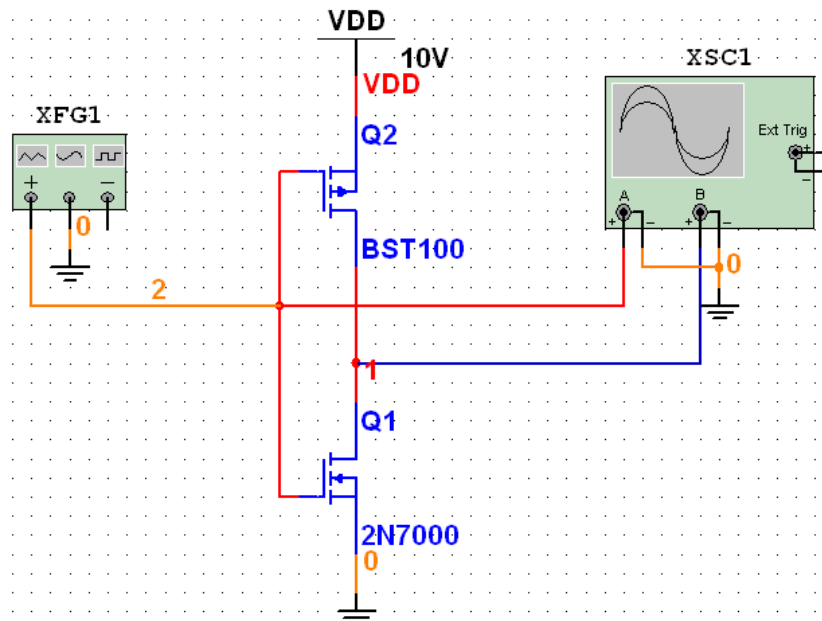 VDD
10V
VDD
XFG1
XSC1
Q2
Ext Trig
+
-
+
-
0
A
B
+
-
+
-
BST100
0
2
1
Q1
2N7000
0